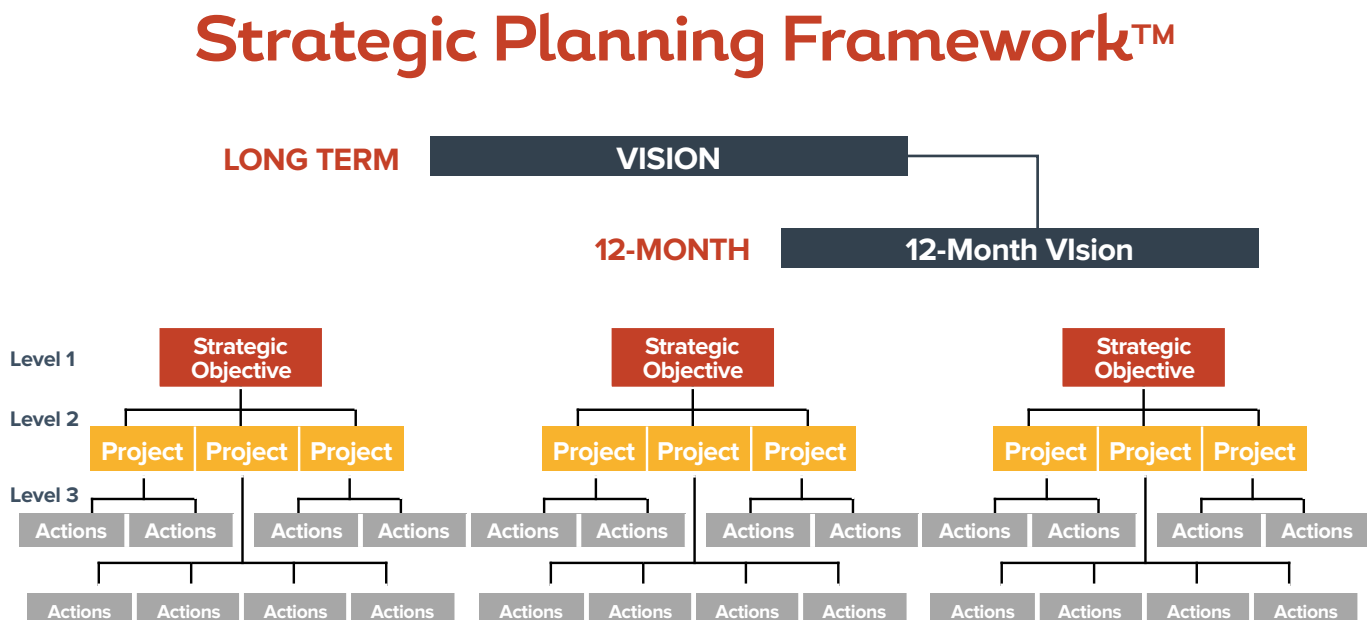 Strategic Planning Framework™
LONG TERM
VISION
12-MONTH
12-Month VIsion
Level 1
Strategic
Objective
Strategic
Objective
Strategic
Objective
Level 2
Project Project Project
Project Project Project
Project Project Project
Level 3
Actions Actions Actions Actions
Actions Actions Actions Actions
Actions Actions Actions Actions
Actions Actions Actions Actions
Actions Actions Actions Actions
Actions Actions Actions Actions